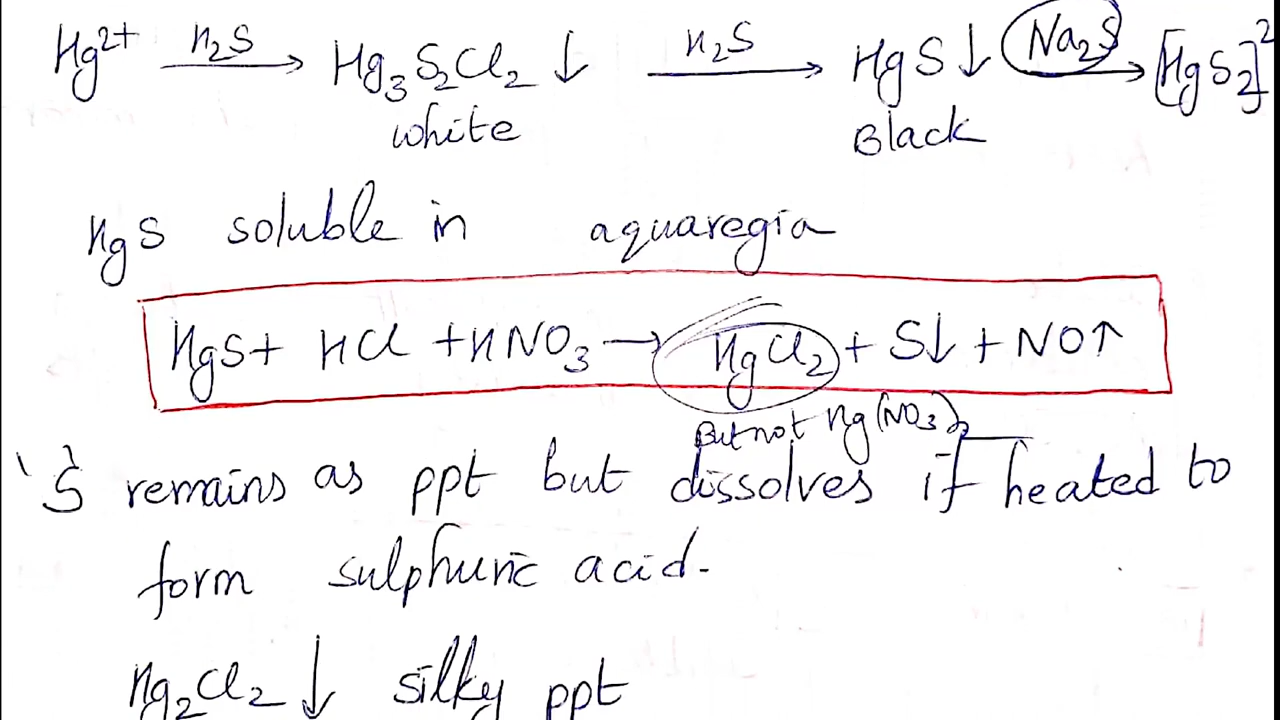 Hg²⁺ —H₂S→ Hg₃S₂Cl₂ ↓ —H₂S→ HgS ↓ —Na₂S→ [HgS₂]²
white Black
HgS soluble in aquaregia
HgS + HCl + HNO₃ → HgCl₂ + S↓ + NO↑
But not Hg(NO₃)₂
'S' remains as ppt but dissolves if heated to
form sulphuric acid.
Hg₂Cl₂ ↓ silky ppt